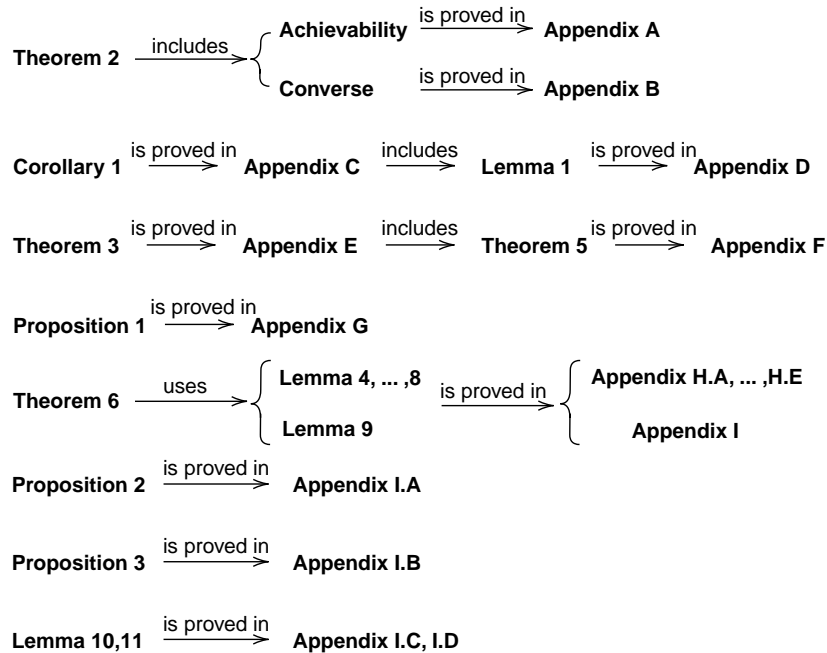 Theorem 2 includes Achievability is proved in Appendix A
Converse is proved in Appendix B
Corollary 1 is proved in Appendix C includes Lemma 1 is proved in Appendix D
Theorem 3 is proved in Appendix E includes Theorem 5 is proved in Appendix F
Proposition 1 is proved in Appendix G
Theorem 6 uses Lemma 4, ... ,8 is proved in Appendix H.A, ... ,H.E
Lemma 9 Appendix I
Proposition 2 is proved in Appendix I.A
Proposition 3 is proved in Appendix I.B
Lemma 10,11 is proved in Appendix I.C, I.D